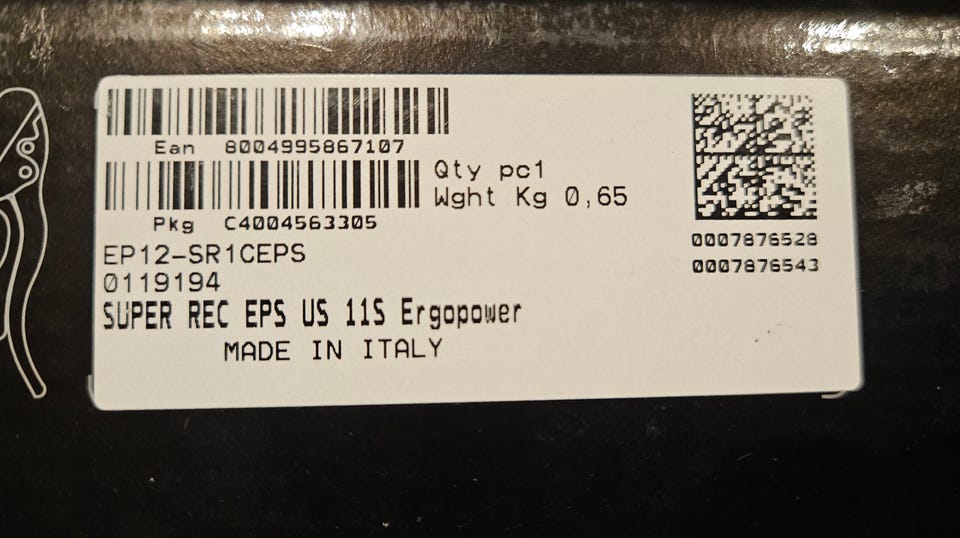 Ean 8004995867107
Qty pc1
Wght Kg 0,65
Pkg C4004563305
EP12-SR1CEPS
0119194
SUPER REC EPS US 11S Ergopower
MADE IN ITALY
0007876528
0007876543